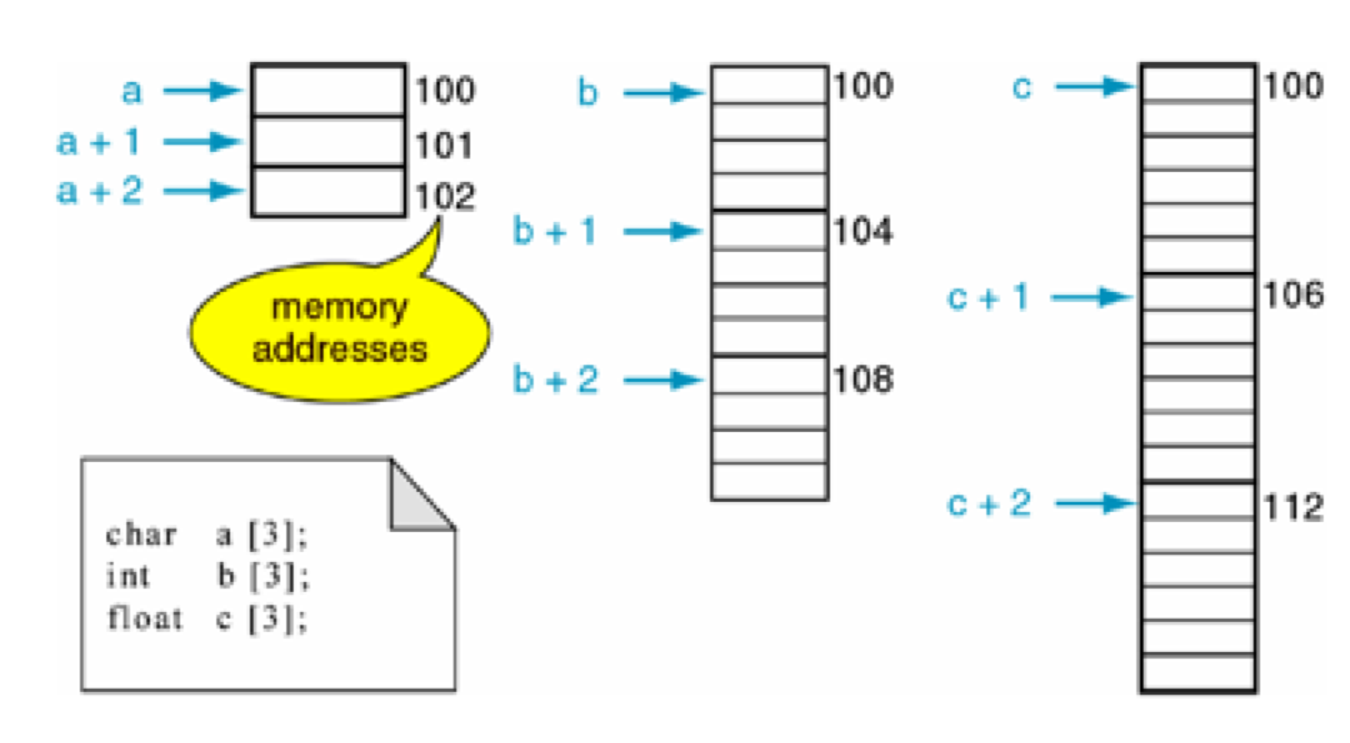 a
100
a + 1
101
a + 2
102
memory
addresses
b
100
b + 1
104
b + 2
108
c
100
c + 1
106
c + 2
112
char a [3];
int b [3];
float c [3];